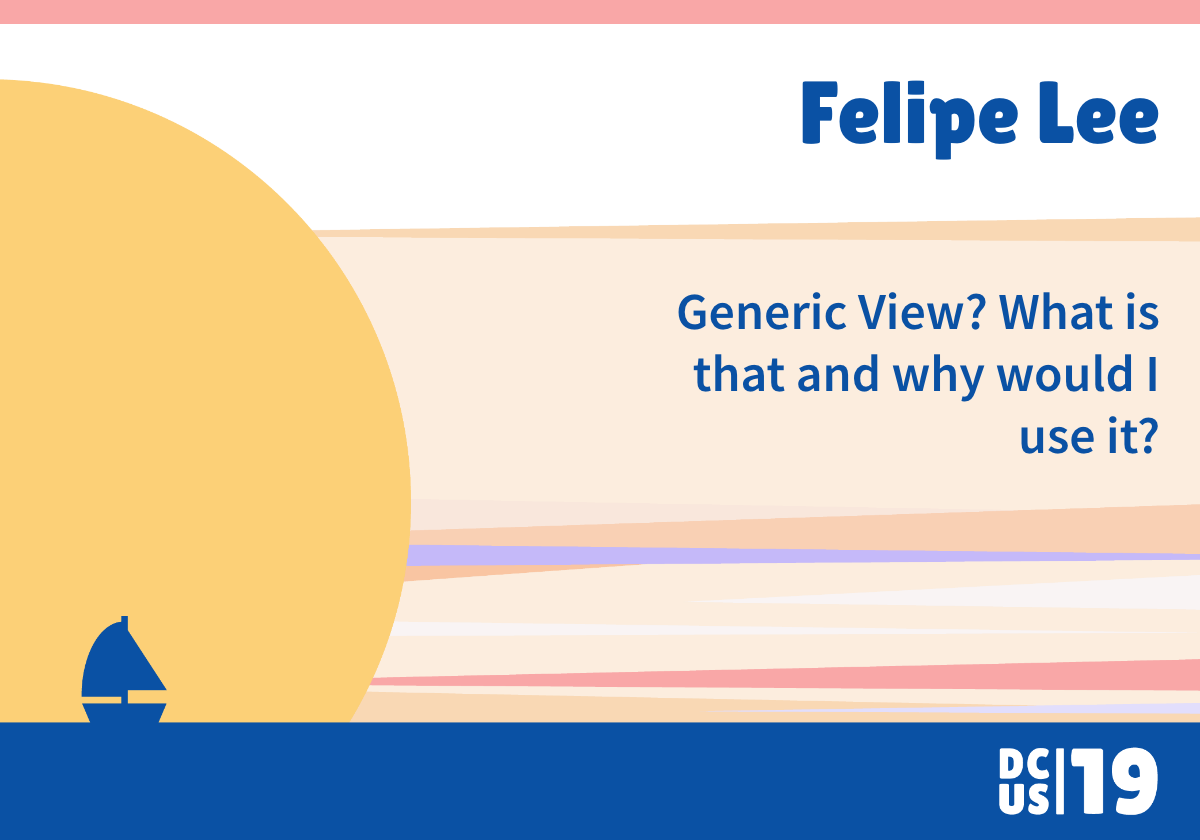 Felipe Lee
Generic View? What is
that and why would I
use it?
DC
US
19